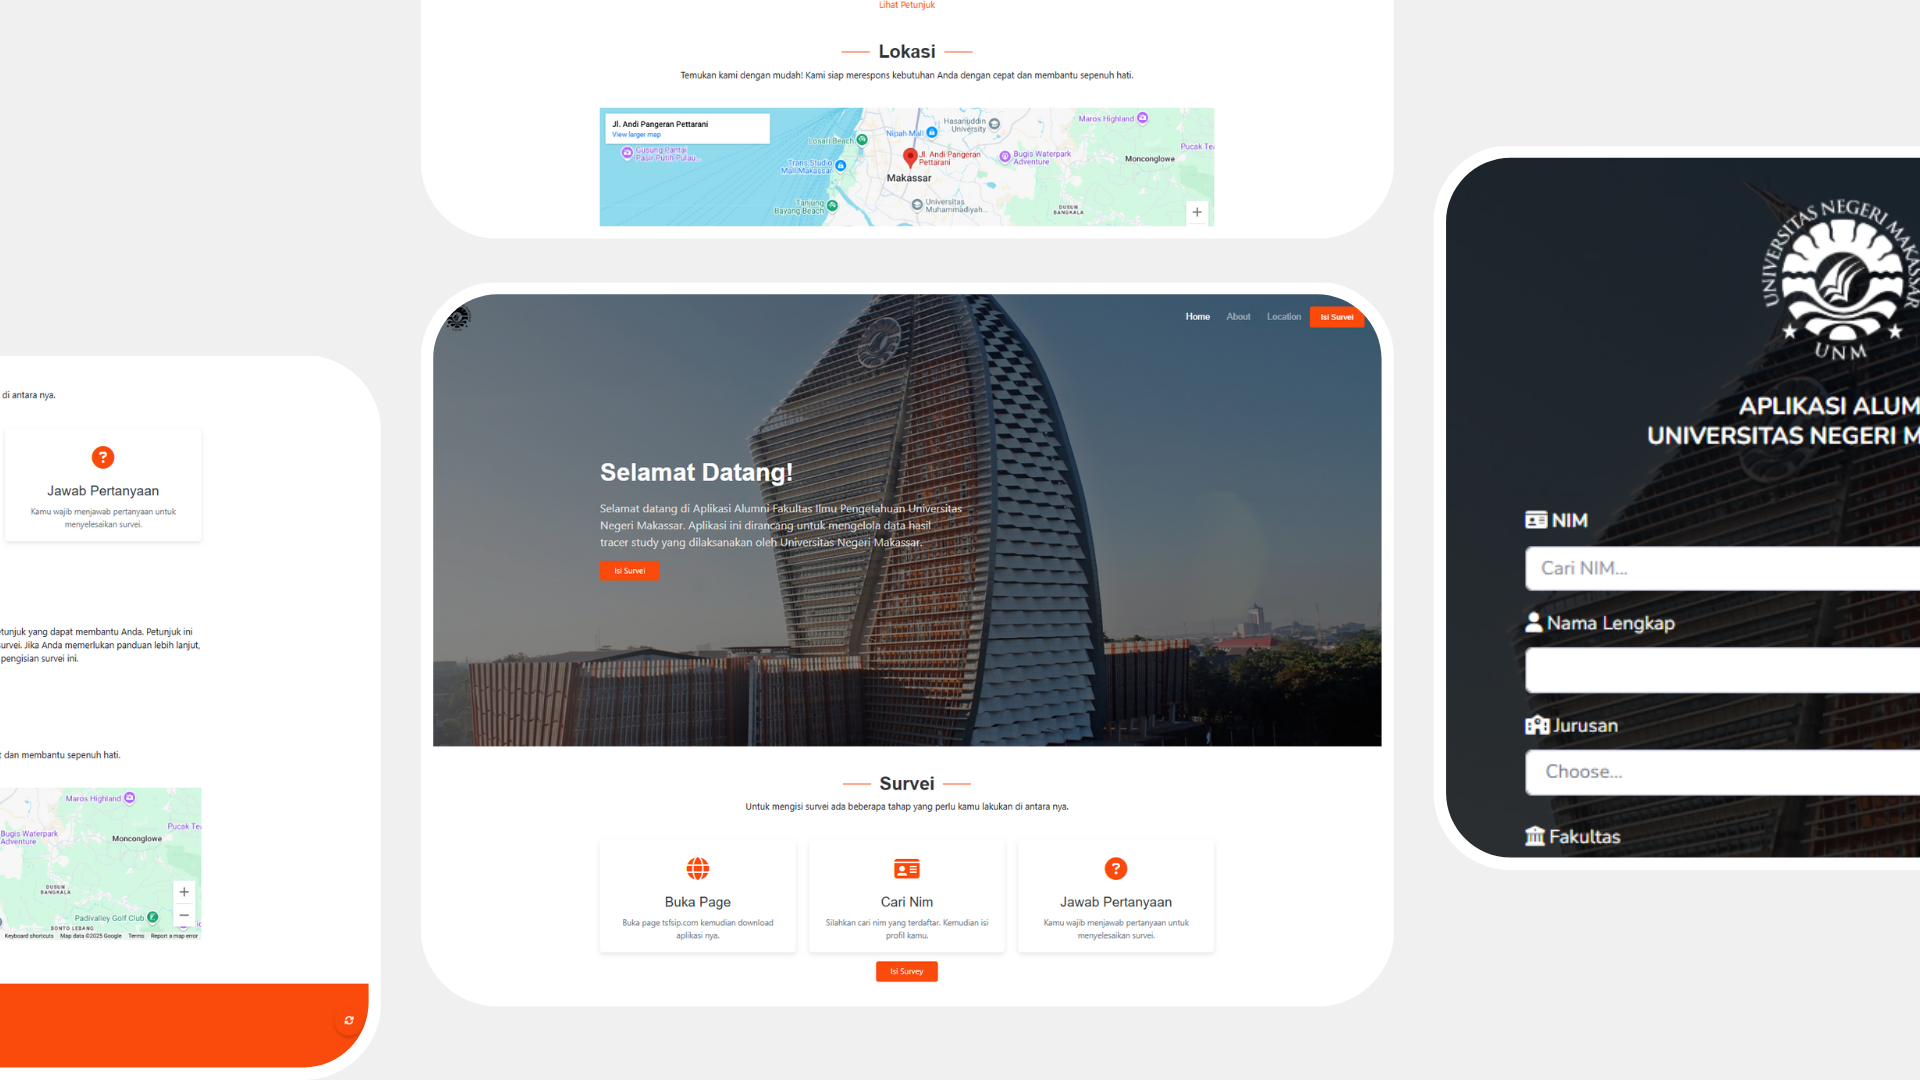 Lihat Petunjuk
Lokasi
Temukan kami dengan mudah! Kami siap merespons kebutuhan Anda dengan cepat dan membantu sepenuh hati.
Jl. Andi Pangeran Pettarani
View larger map
Gusung Pantai
Pasir Putih Pulau...
Losari Beach
Trans Studio
Mall Makassar
Tanjung
Bayang Beach
Nipah Mall
Hasanuddin
University
Jl. Andi Pangeran
Pettarani
Makassar
Universitas
Muhammadiyah...
Bugis Waterpark
Adventure
Maros Highland
Monconglowe
Pucak Te
DUSUN
BANGKALA
+
Home
About
Location
Isi Survei
Selamat Datang!
Selamat datang di Aplikasi Alumni Fakultas Ilmu Pengetahuan Universitas
Negeri Makassar. Aplikasi ini dirancang untuk mengelola data hasil
tracer study yang dilaksanakan oleh Universitas Negeri Makassar.
Isi Survei
Survei
Untuk mengisi survei ada beberapa tahap yang perlu kamu lakukan di antara nya.
Buka Page
Buka page tsfsip.com kemudian download
aplikasi nya.
Cari Nim
Silahkan cari nim yang terdaftar. Kemudian isi
profil kamu.
?
Jawab Pertanyaan
Kamu wajib menjawab pertanyaan untuk
menyelesaikan survei.
Isi Survey
di antara nya.
?
Jawab Pertanyaan
Kamu wajib menjawab pertanyaan untuk
menyelesaikan survei.
etunjuk yang dapat membantu Anda. Petunjuk ini
urvei. Jika Anda memerlukan panduan lebih lanjut,
pengisian survei ini.
t dan membantu sepenuh hati.
Maros Highland
Pucak Te
Bugis Waterpark
Adventure
Monconglowe
DUSUN
BANGKALA
Padivalley Golf Club
BONTO LEBANG
+
−
Keyboard shortcuts
Map data ©2025 Google
Terms
Report a map error
UNIVERSITAS NEGERI MAKASSAR
UNM
APLIKASI ALUM
UNIVERSITAS NEGERI M
NIM
Cari NIM...
Nama Lengkap
Jurusan
Choose...
Fakultas